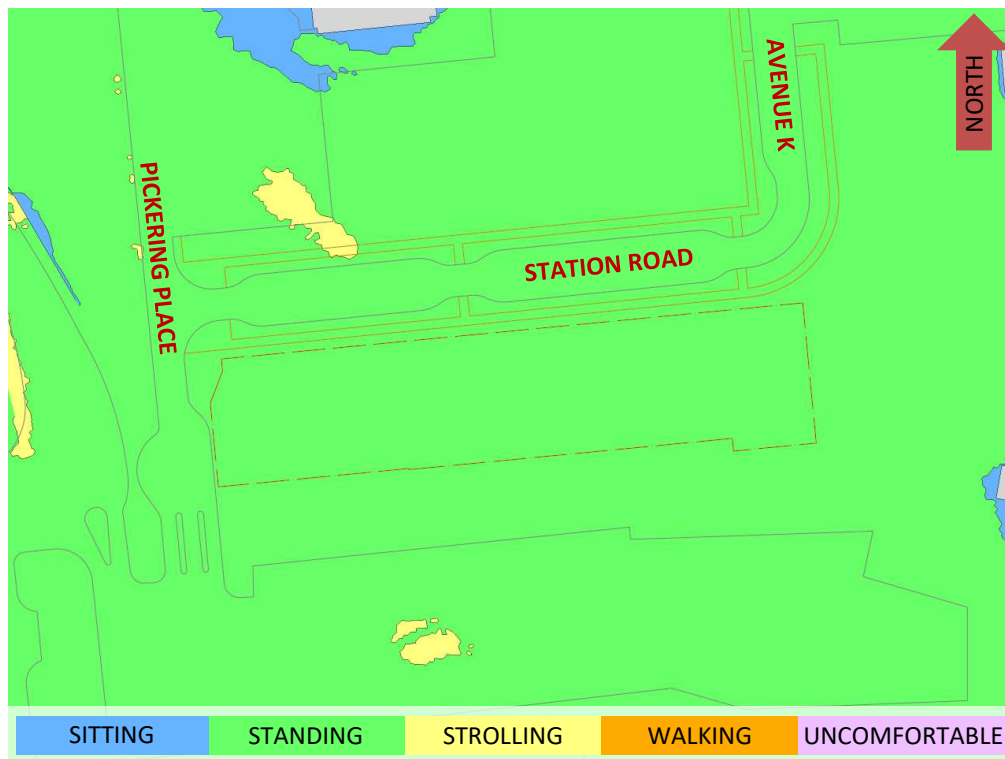 NORTH
AVENUE K
PICKERING PLACE
STATION ROAD
SITTING STANDING STROLLING WALKING UNCOMFORTABLE